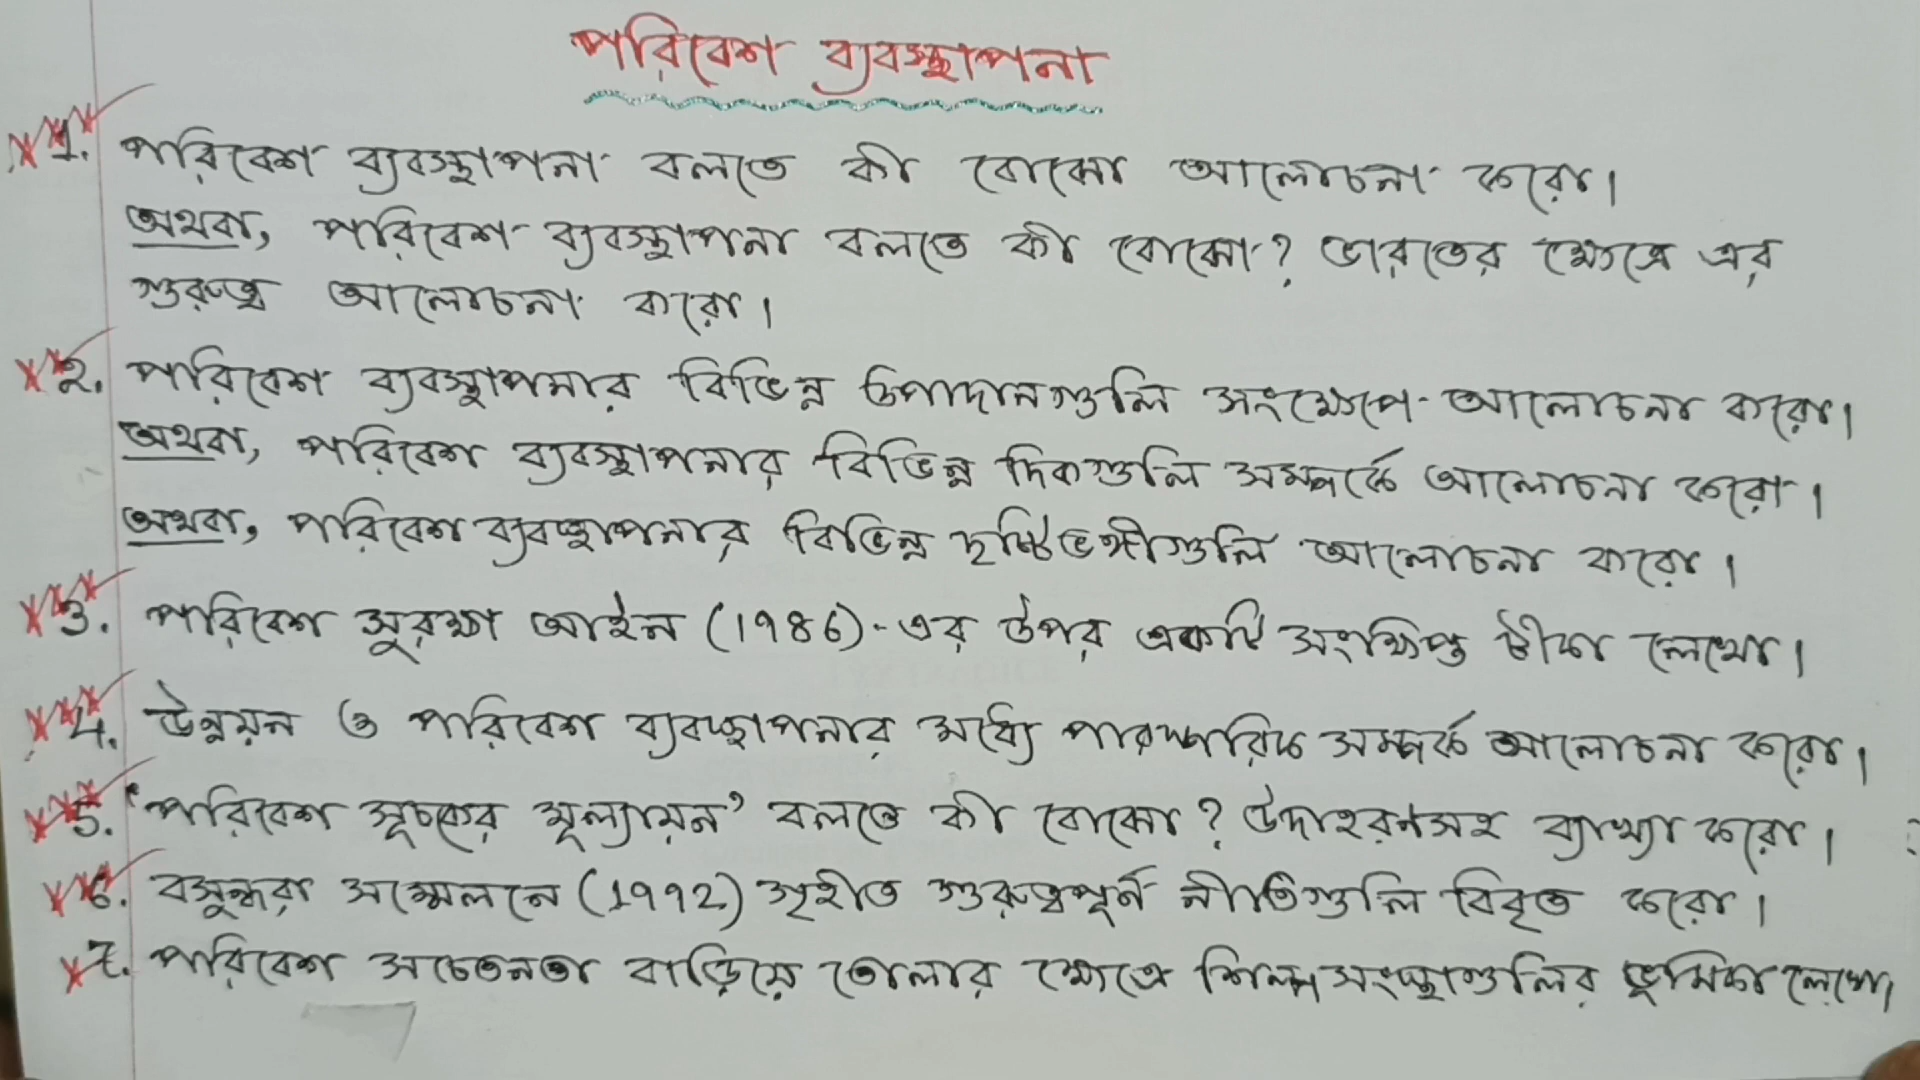 পরিবেশ ব্যবস্থাপনা
1. পরিবেশ ব্যবস্থাপনা বলতে কী বোঝো আলোচনা করো।
অথবা, পরিবেশ ব্যবস্থাপনা বলতে কী বোঝো? ভারতের ক্ষেত্রে এর
গুরুত্ব আলোচনা করো।
2. পরিবেশ ব্যবস্থাপনার বিভিন্ন উপাদানগুলি সংক্ষেপে আলোচনা করো।
অথবা, পরিবেশ ব্যবস্থাপনার বিভিন্ন দিকগুলি সম্পর্কে আলোচনা করো।
অথবা, পরিবেশ ব্যবস্থাপনার বিভিন্ন দৃষ্টিভঙ্গীগুলি আলোচনা করো।
3. পরিবেশ সুরক্ষা আইন (1986)-এর উপর একটি সংক্ষিপ্ত টীকা লেখো।
4. উন্নয়ন ও পরিবেশ ব্যবস্থাপনার মধ্যে পারস্পরিক সম্পর্ক আলোচনা করো।
5. 'পরিবেশ সূচকের মূল্যায়ন' বলতে কী বোঝো? উদাহরণসহ ব্যাখ্যা করো।
6. বসুন্ধরা সম্মেলনে (1992) গৃহীত গুরুত্বপূর্ন নীতিগুলি বিবৃত করো।
7. পরিবেশ সচেতনতা বাড়িয়ে তোলার ক্ষেত্রে শিল্পসংস্থাগুলির ভূমিকা লেখো।